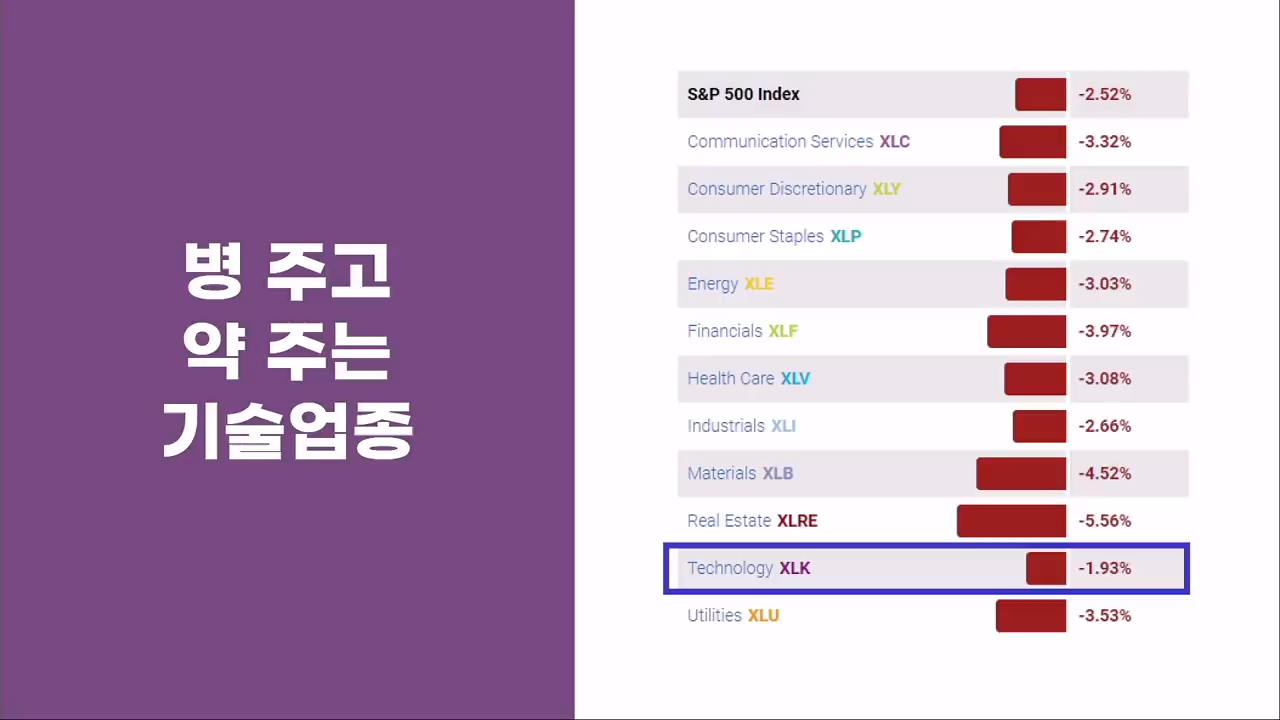 병 주고
약 주는
기술업종
S&P 500 Index -2.52%
Communication Services XLC -3.32%
Consumer Discretionary XLY -2.91%
Consumer Staples XLP -2.74%
Energy XLE -3.03%
Financials XLF -3.97%
Health Care XLV -3.08%
Industrials XLI -2.66%
Materials XLB -4.52%
Real Estate XLRE -5.56%
Technology XLK -1.93%
Utilities XLU -3.53%